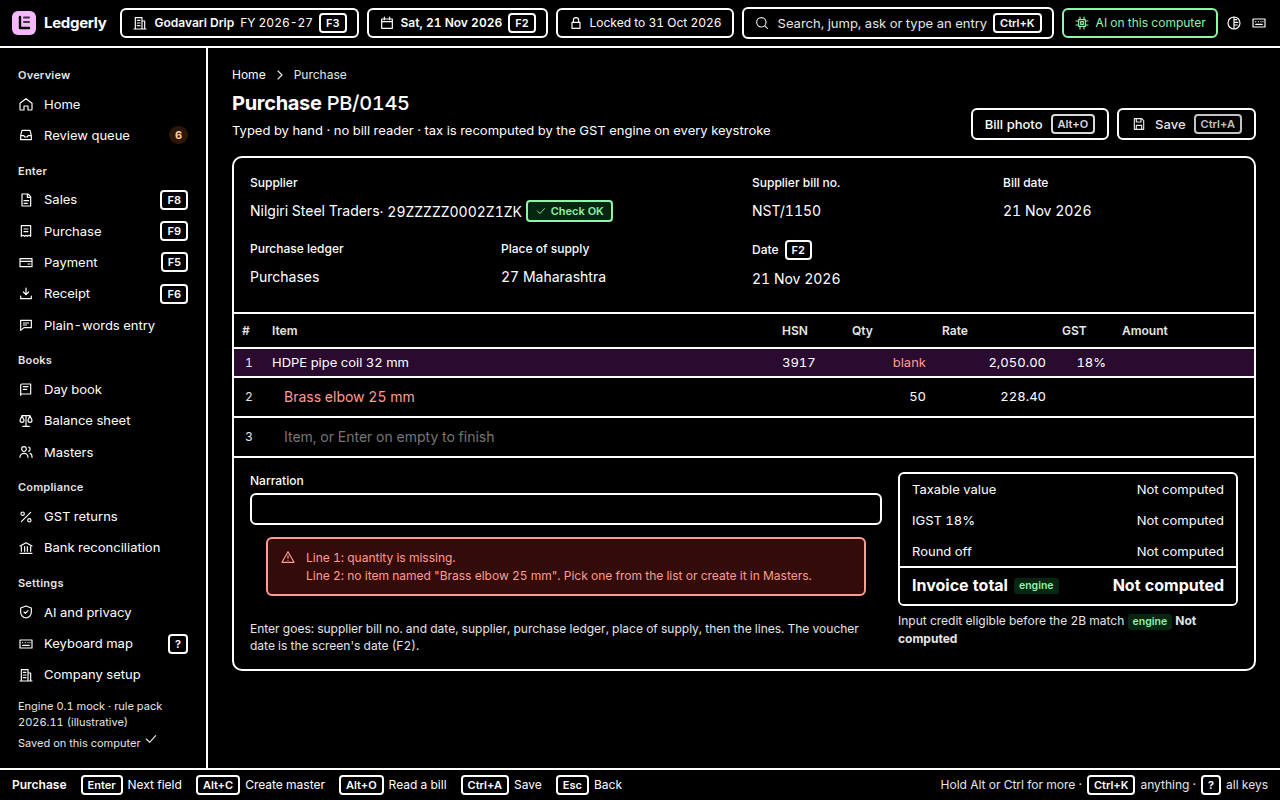 Ledgerly
Godavari Drip FY 2026-27 F3
Sat, 21 Nov 2026 F2
Locked to 31 Oct 2026
Search, jump, ask or type an entry Ctrl+K
AI on this computer
Overview
Home
Review queue 6
Enter
Sales F8
Purchase F9
Payment F5
Receipt F6
Plain-words entry
Books
Day book
Balance sheet
Masters
Compliance
GST returns
Bank reconciliation
Settings
AI and privacy
Keyboard map ?
Company setup
Engine 0.1 mock · rule pack
2026.11 (illustrative)
Saved on this computer
Home > Purchase
Purchase PB/0145
Typed by hand · no bill reader · tax is recomputed by the GST engine on every keystroke
Bill photo Alt+O
Save Ctrl+A
Supplier
Nilgiri Steel Traders· 29ZZZZZ0002Z1ZK Check OK
Supplier bill no.
NST/1150
Bill date
21 Nov 2026
Purchase ledger
Purchases
Place of supply
27 Maharashtra
Date F2
21 Nov 2026
# Item HSN Qty Rate GST Amount
1 HDPE pipe coil 32 mm 3917 blank 2,050.00 18%
2 Brass elbow 25 mm 50 228.40
3 Item, or Enter on empty to finish
Narration
Line 1: quantity is missing.
Line 2: no item named "Brass elbow 25 mm". Pick one from the list or create it in Masters.
Enter goes: supplier bill no. and date, supplier, purchase ledger, place of supply, then the lines. The voucher
date is the screen's date (F2).
Taxable value Not computed
IGST 18% Not computed
Round off Not computed
Invoice total engine Not computed
Input credit eligible before the 2B match engine Not
computed
Purchase Enter Next field Alt+C Create master Alt+O Read a bill Ctrl+A Save Esc Back
Hold Alt or Ctrl for more · Ctrl+K anything · ? all keys